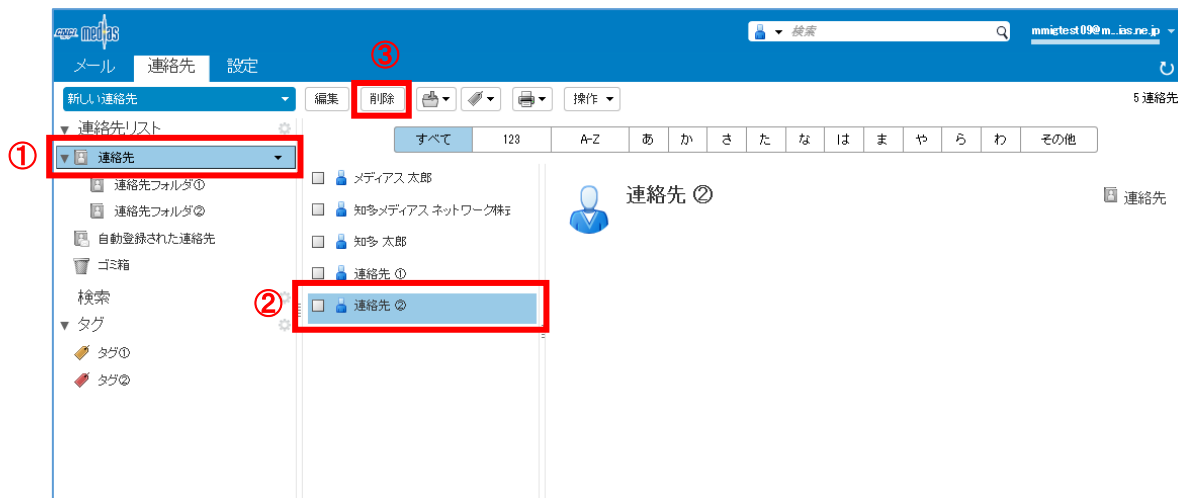 CCNC medias
検索
mmigtest09@m...ias.ne.jp
メール 連絡先 設定
③
新しい連絡先
編集 削除 操作
5 連絡先
連絡先リスト
すべて 123 A-Z あ か さ た な は ま や ら わ その他
①
連絡先
連絡先フォルダ①
連絡先フォルダ②
自動登録された連絡先
ゴミ箱
検索
タグ
タグ①
タグ②
メディアス 太郎
知多メディアス ネットワーク株式
知多 太郎
連絡先 ①
②
連絡先 ②
連絡先 ②
連絡先